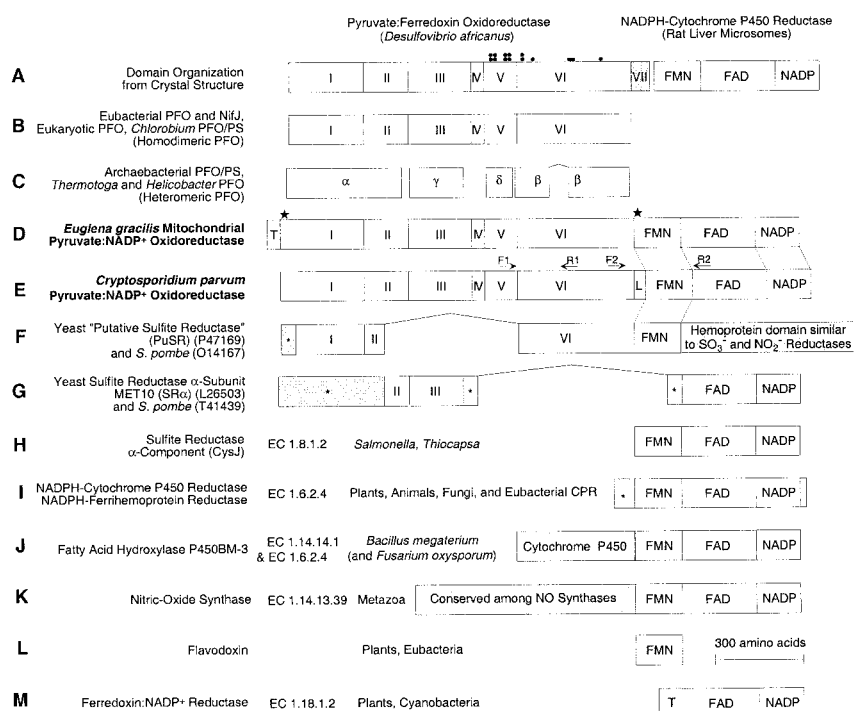 Pyruvate:Ferredoxin Oxidoreductase
(Desulfovibrio africanus)
NADPH-Cytochrome P450 Reductase
(Rat Liver Microsomes)
A
Domain Organization
from Crystal Structure
I II III IV V VI VII FMN FAD NADP
B
Eubacterial PFO and NifJ,
Eukaryotic PFO, Chlorobium PFO/PS
(Homodimeric PFO)
I II III IV V VI
C
Archaebacterial PFO/PS,
Thermotoga and Helicobacter PFO
(Heteromeric PFO)
α γ δ β β
D
Euglena gracilis Mitochondrial
Pyruvate:NADP+ Oxidoreductase
★ ★
T I II III IV V VI FMN FAD NADP
F1 R1 F2 R2
E
Cryptosporidium parvum
Pyruvate:NADP+ Oxidoreductase
I II III IV V VI L FMN FAD NADP
F
Yeast "Putative Sulfite Reductase"
(PuSR) (P47169)
and S. pombe (O14167)
* I II VI FMN
Hemoprotein domain similar
to SO3- and NO2- Reductases
G
Yeast Sulfite Reductase α-Subunit
MET10 (SRα) (L26503)
and S. pombe (T41439)
* II III * * FAD NADP
H
Sulfite Reductase
α-Component (CysJ)
EC 1.8.1.2 Salmonella, Thiocapsa
FMN FAD NADP
I
NADPH-Cytochrome P450 Reductase
NADPH-Ferrihemoprotein Reductase
EC 1.6.2.4 Plants, Animals, Fungi, and Eubacterial CPR
* FMN FAD NADP
J
Fatty Acid Hydroxylase P450BM-3
EC 1.14.14.1
& EC 1.6.2.4
Bacillus megaterium
(and Fusarium oxysporum)
Cytochrome P450 FMN FAD NADP
K
Nitric-Oxide Synthase EC 1.14.13.39 Metazoa
Conserved among NO Synthases FMN FAD NADP
L
Flavodoxin Plants, Eubacteria
FMN
300 amino acids
M
Ferredoxin:NADP+ Reductase EC 1.18.1.2 Plants, Cyanobacteria
T FAD NADP